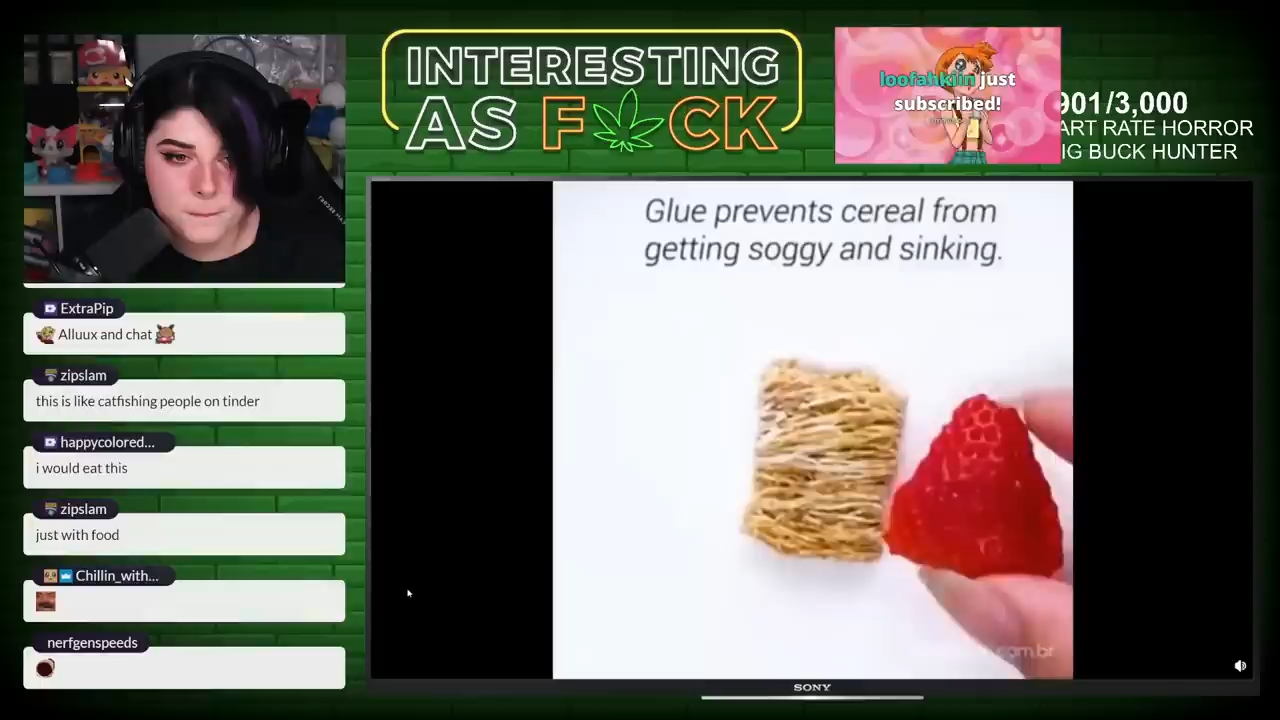 INTERESTING
AS F CK
loofahkiin just
subscribed!
901/3,000
ART RATE HORROR
IG BUCK HUNTER
Glue prevents cereal from
getting soggy and sinking.
ExtraPip
Alluux and chat
zipslam
this is like catfishing people on tinder
happycolored...
i would eat this
zipslam
just with food
Chillin_with...
nerfgenspeeds
com.br
SONY